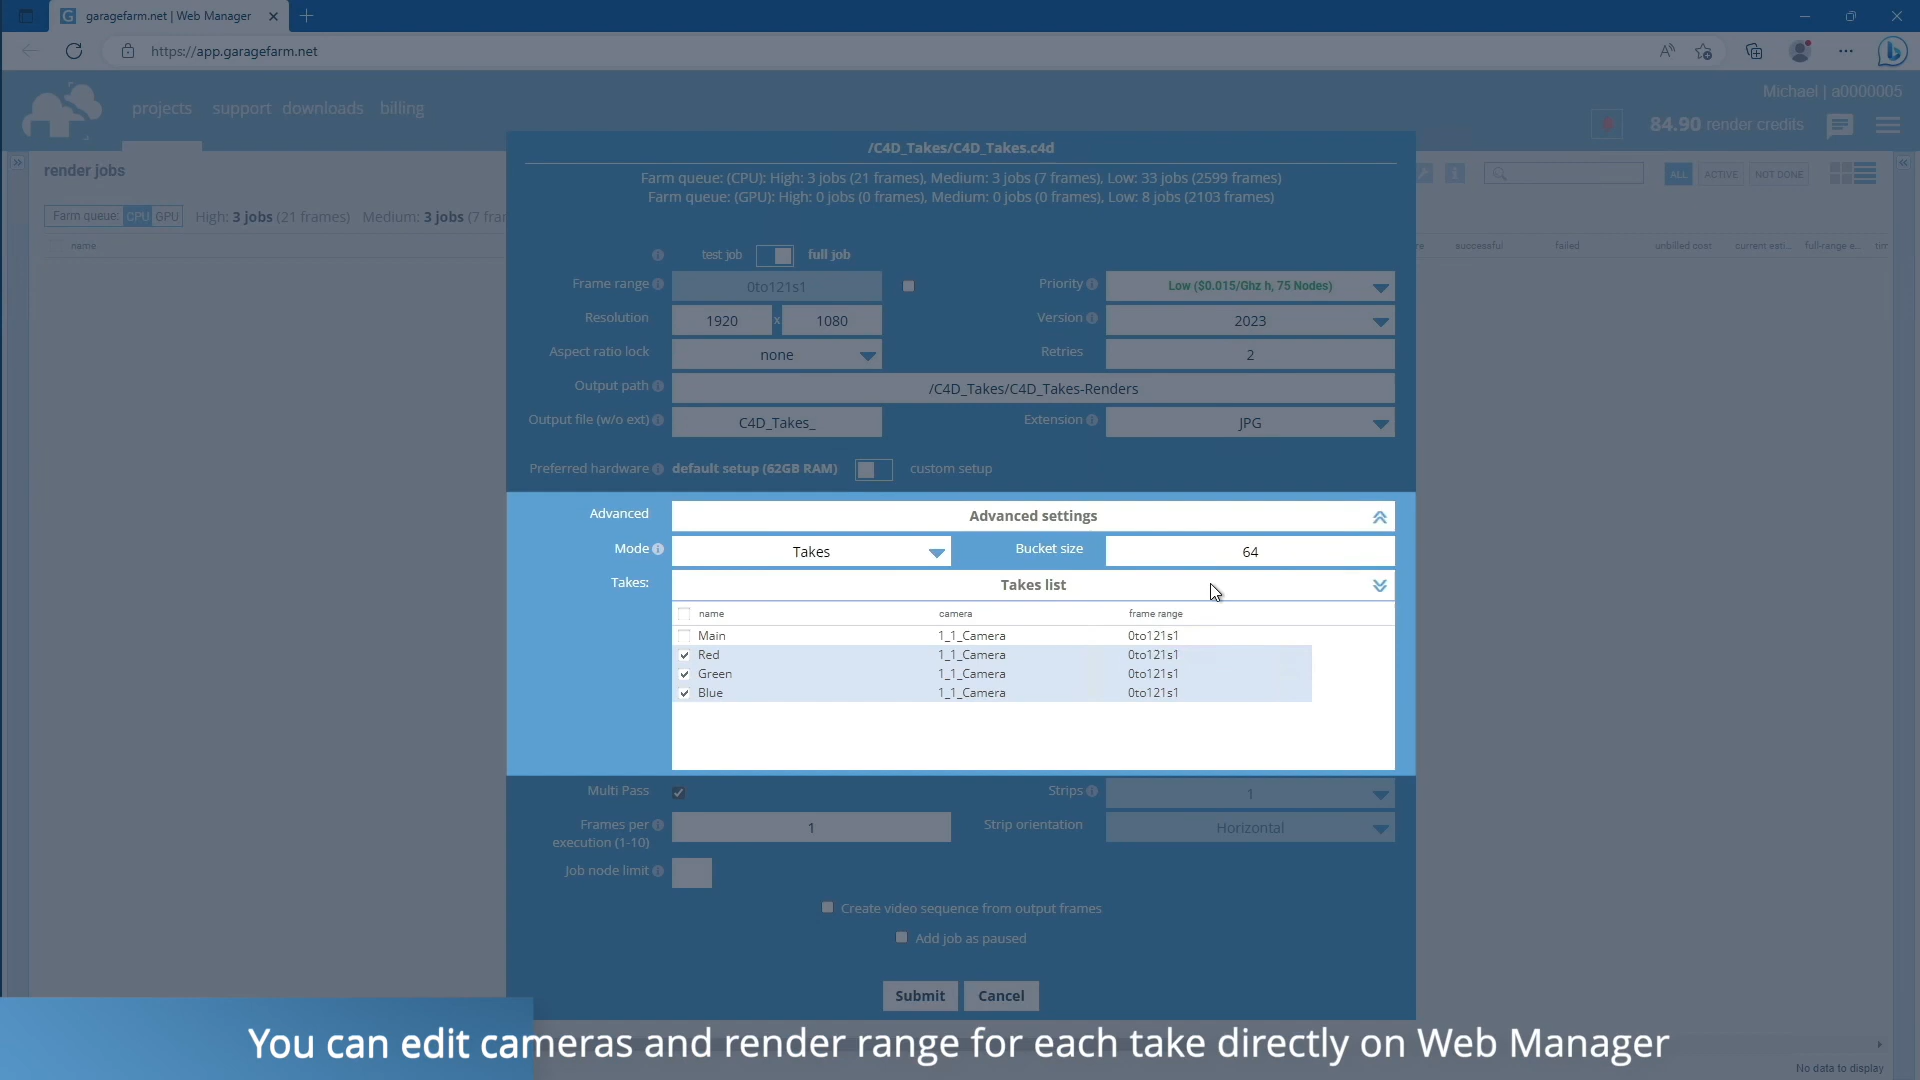 garagefarm.net | Web Manager
https://app.garagefarm.net
projects support downloads billing
Michael | a0000005
84.90 render credits
render jobs
ALL ACTIVE NOT DONE
Farm queue: CPU GPU High: 3 jobs (21 frames) Medium: 3 jobs (7 fra
name
successful failed unbilled cost current esti... full-range e... tim
/C4D_Takes/C4D_Takes.c4d
Farm queue: (CPU): High: 3 jobs (21 frames), Medium: 3 jobs (7 frames), Low: 33 jobs (2599 frames)
Farm queue: (GPU): High: 0 jobs (0 frames), Medium: 0 jobs (0 frames), Low: 8 jobs (2103 frames)
test job full job
Frame range 0to121s1 Priority Low ($0.015/Ghz h, 75 Nodes)
Resolution 1920 x 1080 Version 2023
Aspect ratio lock none Retries 2
Output path /C4D_Takes/C4D_Takes-Renders
Output file (w/o ext) C4D_Takes_ Extension JPG
Preferred hardware default setup (62GB RAM) custom setup
Advanced Advanced settings
Mode Takes Bucket size 64
Takes: Takes list
name camera frame range
Main 1_1_Camera 0to121s1
Red 1_1_Camera 0to121s1
Green 1_1_Camera 0to121s1
Blue 1_1_Camera 0to121s1
Multi Pass Strips 1
Frames per
execution (1-10) 1 Strip orientation Horizontal
Job node limit
Create video sequence from output frames
Add job as paused
Submit Cancel
You can edit cameras and render range for each take directly on Web Manager
No data to display